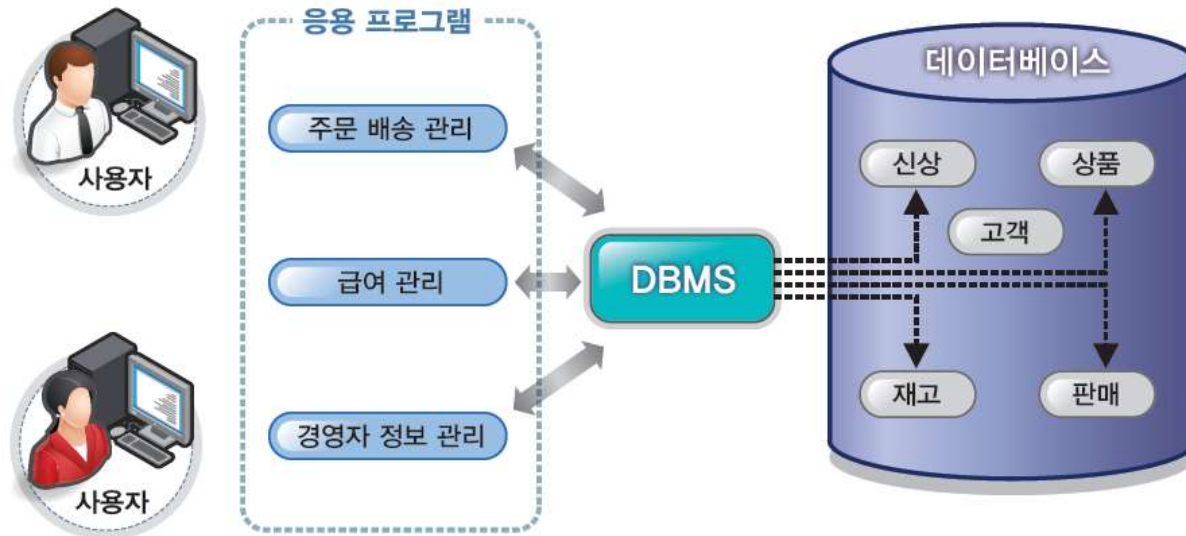 응용 프로그램
데이터베이스
주문 배송 관리
신상
상품
사용자
고객
급여 관리
DBMS
재고
판매
경영자 정보 관리
사용자